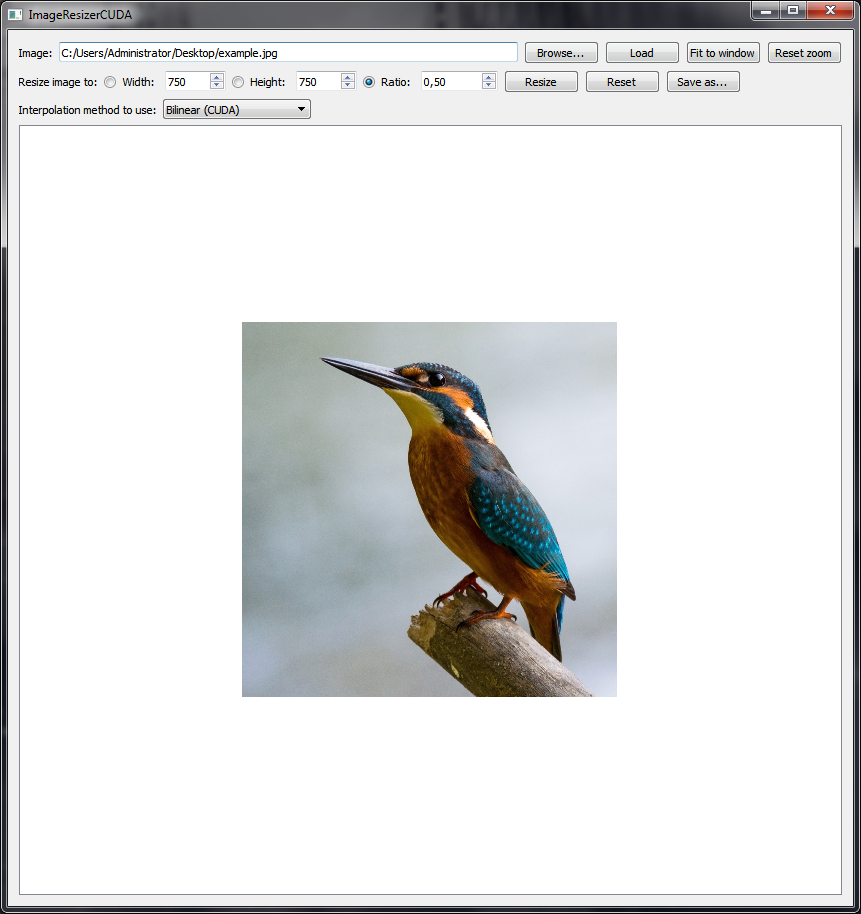 ImageResizerCUDA
Image: C:/Users/Administrator/Desktop/example.jpg Browse... Load Fit to window Reset zoom
Resize image to: Width: 750 Height: 750 Ratio: 0,50 Resize Reset Save as...
Interpolation method to use: Bilinear (CUDA)